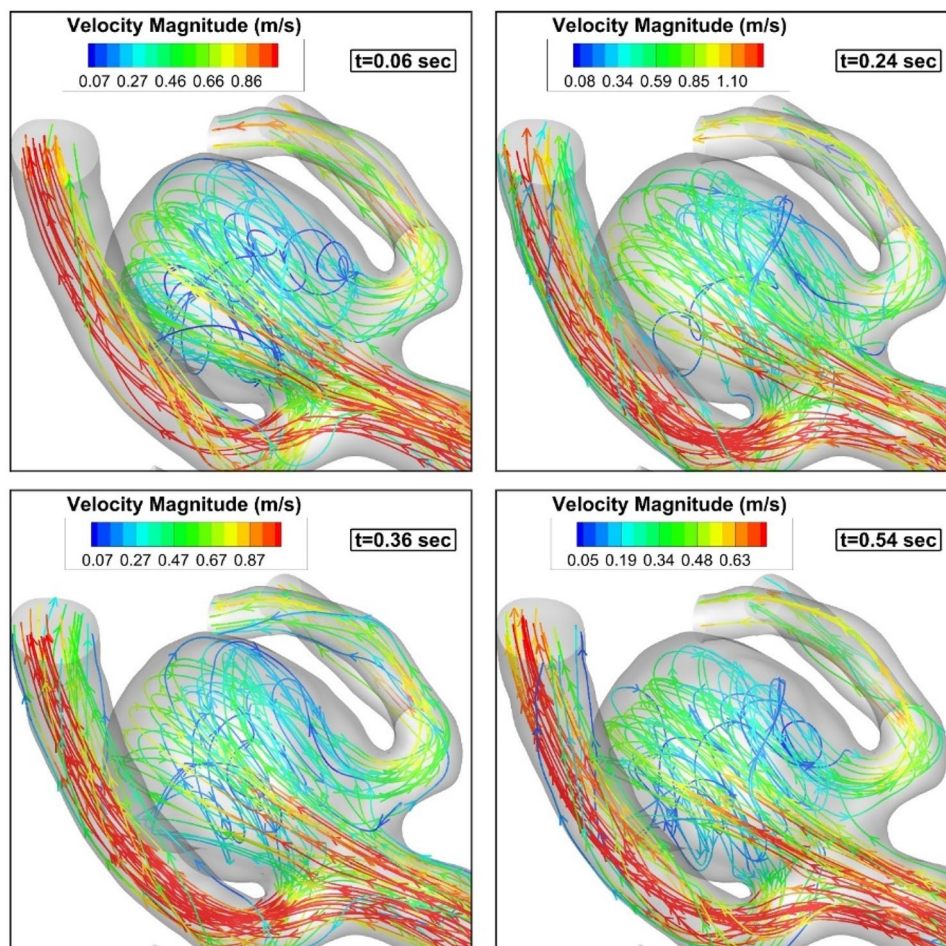 Velocity Magnitude (m/s)
0.07 0.27 0.46 0.66 0.86
t=0.06 sec
Velocity Magnitude (m/s)
0.08 0.34 0.59 0.85 1.10
t=0.24 sec
Velocity Magnitude (m/s)
0.07 0.27 0.47 0.67 0.87
t=0.36 sec
Velocity Magnitude (m/s)
0.05 0.19 0.34 0.48 0.63
t=0.54 sec